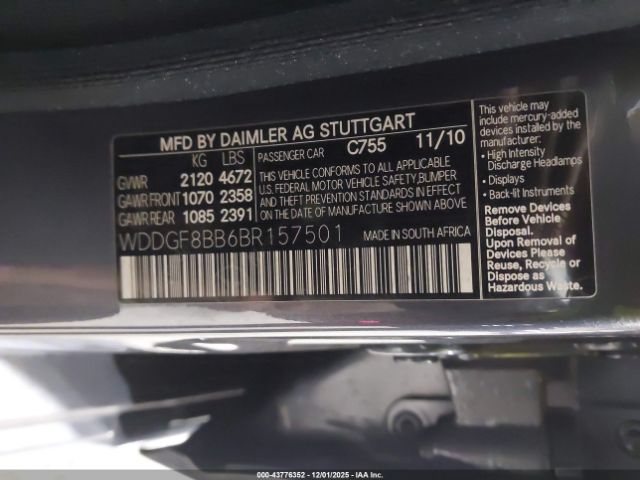 MFD BY DAIMLER AG STUTTGART
KG LBS
GVWR 2120 4672
GAWR FRONT 1070 2358
GAWR REAR 1085 2391
PASSENGER CAR C755 11/10
THIS VEHICLE CONFORMS TO ALL APPLICABLE
U.S. FEDERAL MOTOR VEHICLE SAFETY,BUMPER
AND THEFT PREVENTION STANDARDS IN EFFECT
ON THE DATE OF MANUFACTURE SHOWN ABOVE
WDDGF8BB6BR157501 MADE IN SOUTH AFRICA
This vehicle may
include mercury-added
devices installed by the
manufacturer:
• High Intensity
Discharge Headlamps
• Displays
• Back-lit Instruments
Remove Devices
Before Vehicle
Disposal.
Upon Removal of
Devices Please
Reuse, Recycle or
Dispose as
Hazardous Waste.
000-43776352 | 12/01/2025 | IAA Inc.